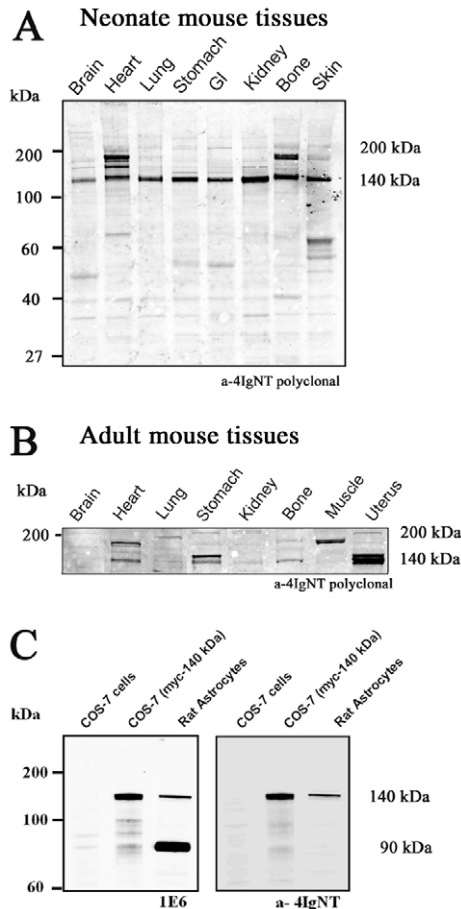 A Neonate mouse tissues
Brain Heart Lung Stomach GI Kidney Bone Skin
kDa
200
100
60
40
27
200 kDa
140 kDa
a-4IgNT polyclonal
B Adult mouse tissues
Brain Heart Lung Stomach Kidney Bone Muscle Uterus
kDa
200
200 kDa
140 kDa
a-4IgNT polyclonal
C
COS-7 cells COS-7 (myc-140 kDa) Rat Astrocytes COS-7 cells COS-7 (myc-140 kDa) Rat Astrocytes
kDa
200
100
60
140 kDa
90 kDa
1E6 a- 4IgNT